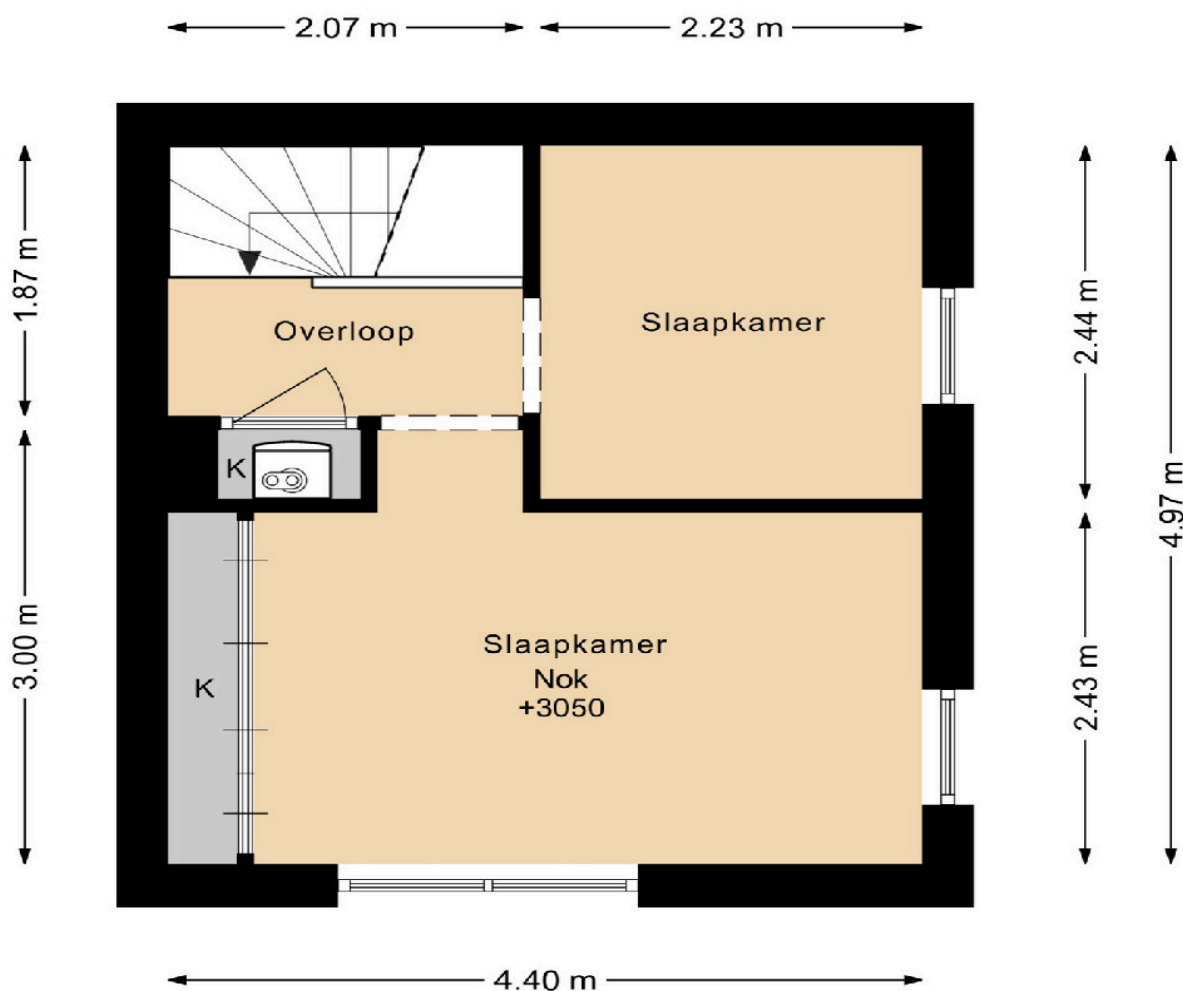 2.07 m
2.23 m
1.87 m
2.44 m
Overloop
Slaapkamer
K
4.97 m
3.00 m
Slaapkamer
Nok
+3050
K
2.43 m
4.40 m